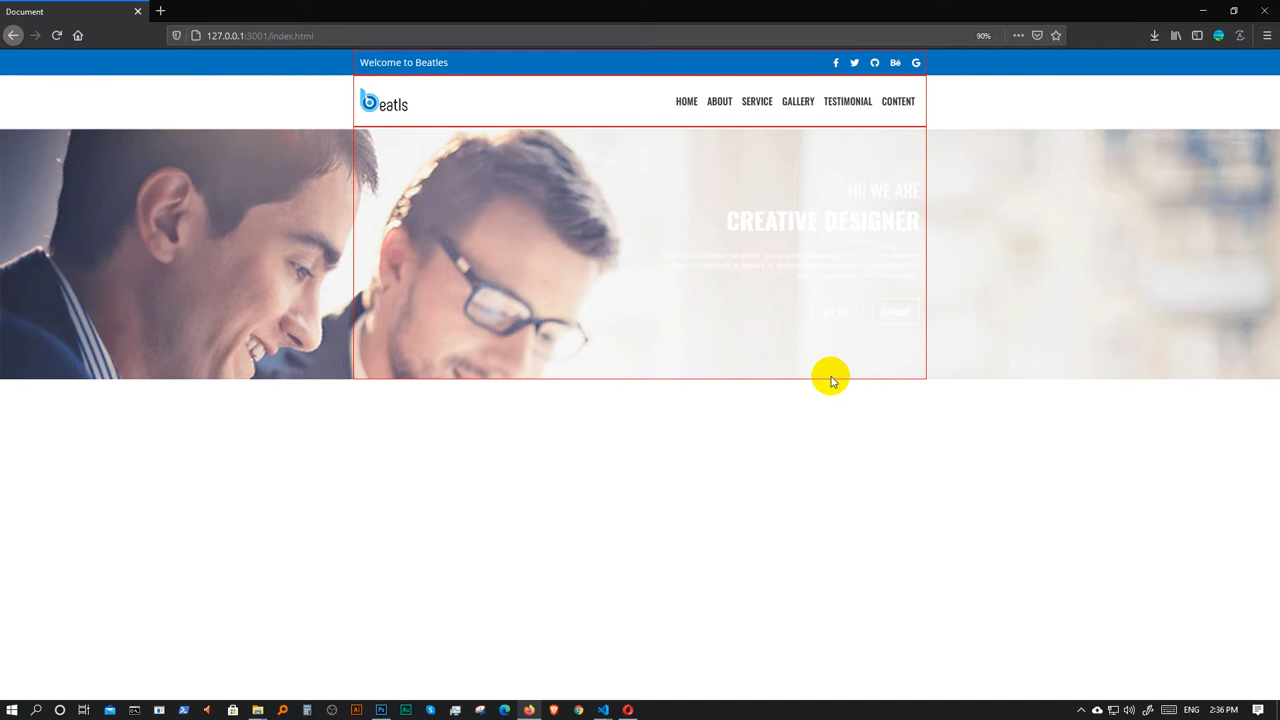 Document
127.0.0.1:3001/index.html
90%
Welcome to Beatles
beatls
HOME ABOUT SERVICE GALLERY TESTIMONIAL CONTENT
HI! WE ARE
CREATIVE DESIGNER
ENG 2:36 PM